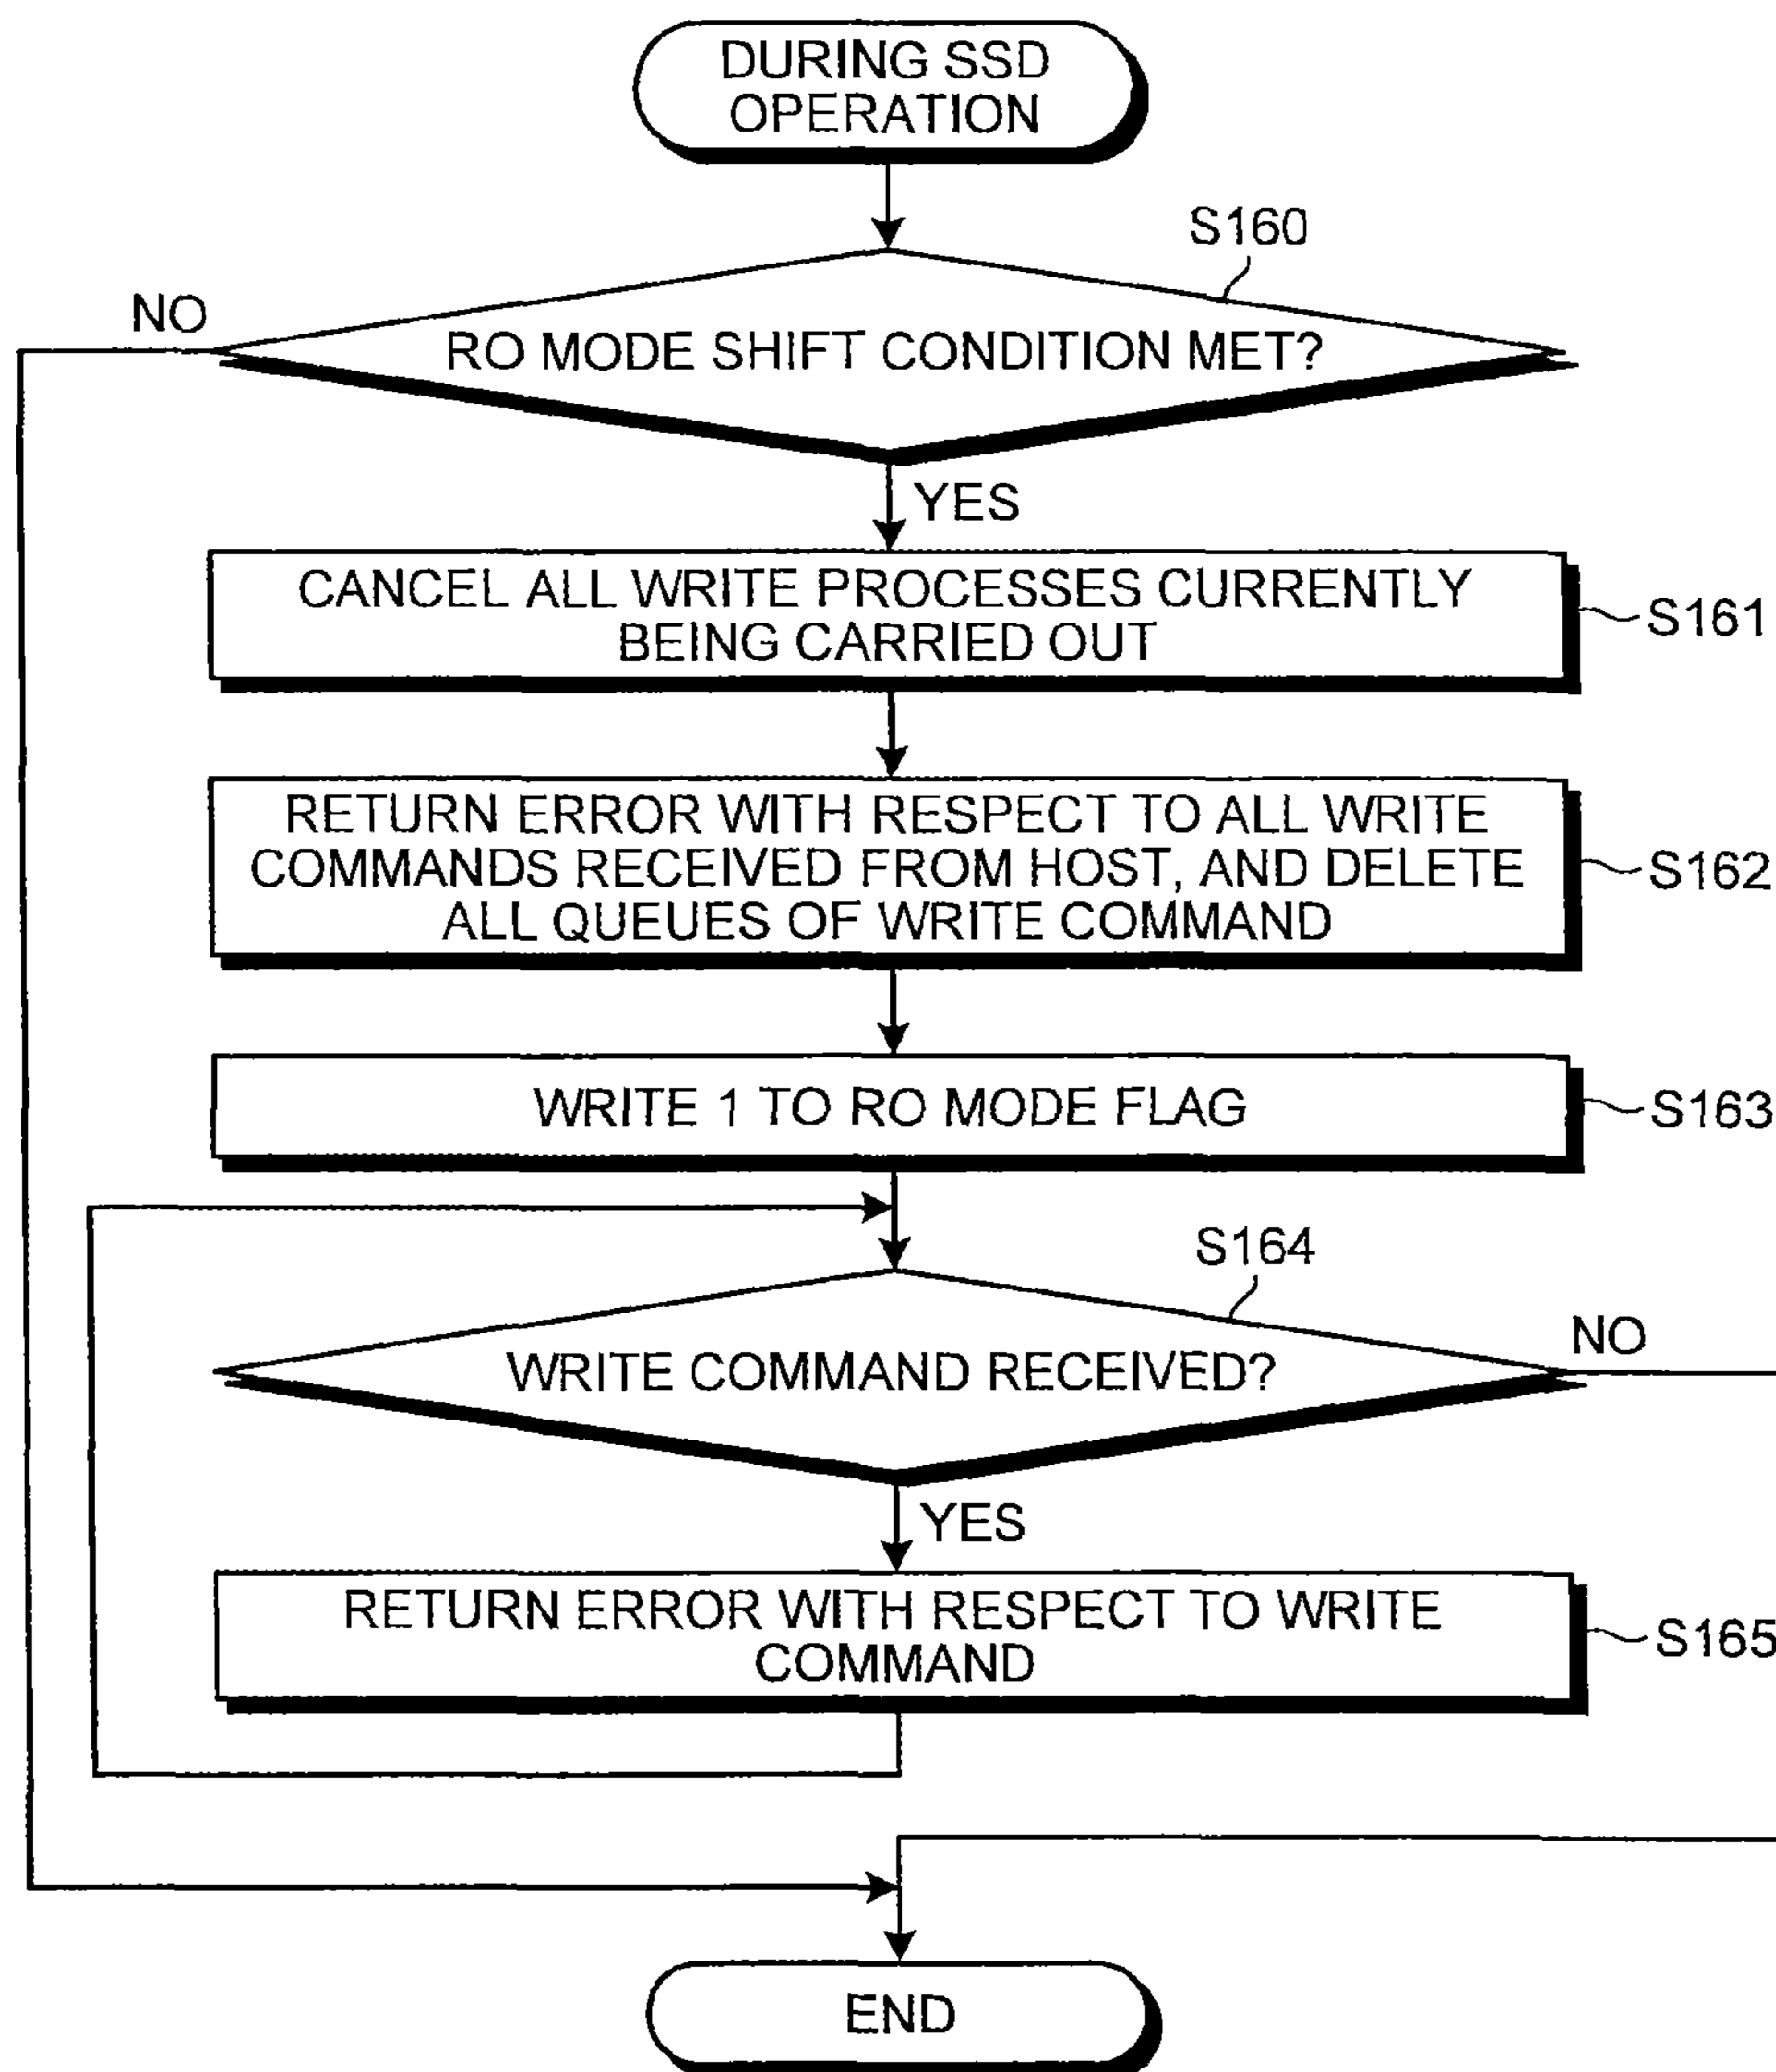 DURING SSD
OPERATION
S160
NO
RO MODE SHIFT CONDITION MET?
YES
CANCEL ALL WRITE PROCESSES CURRENTLY
BEING CARRIED OUT
S161
RETURN ERROR WITH RESPECT TO ALL WRITE
COMMANDS RECEIVED FROM HOST, AND DELETE
ALL QUEUES OF WRITE COMMAND
S162
WRITE 1 TO RO MODE FLAG
S163
S164
NO
WRITE COMMAND RECEIVED?
YES
RETURN ERROR WITH RESPECT TO WRITE
COMMAND
S165
END